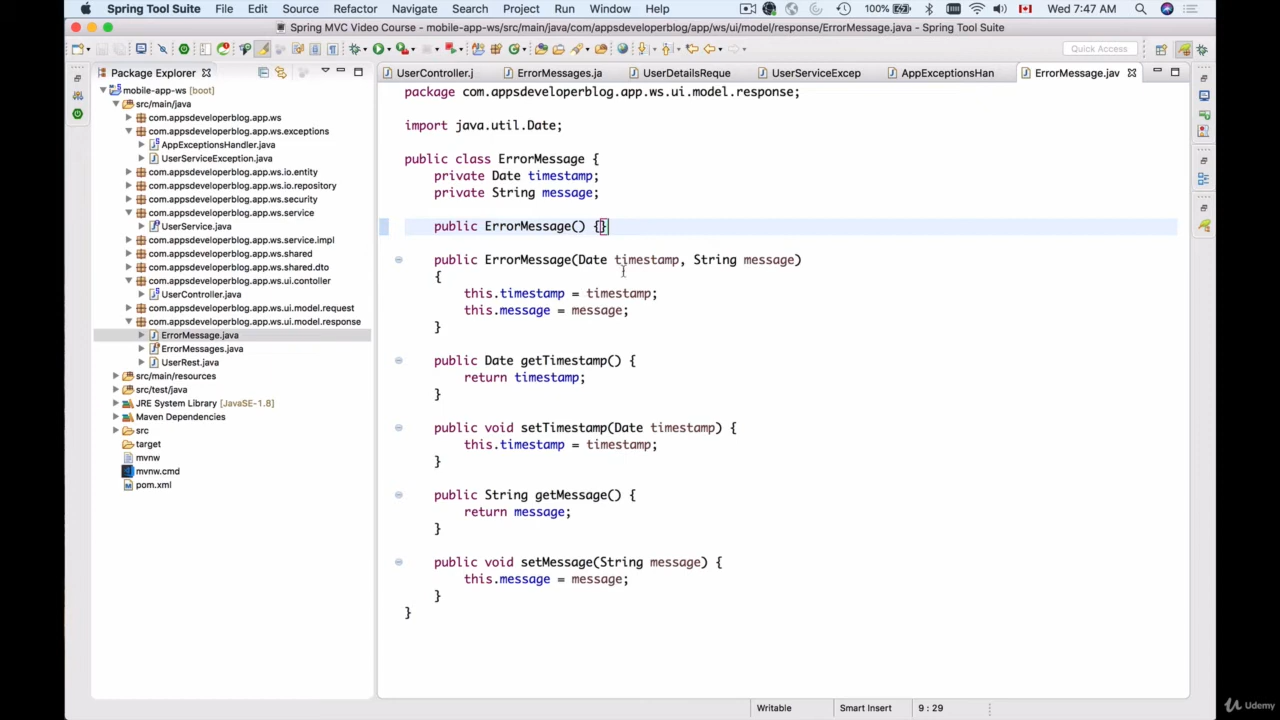 Spring Tool Suite File Edit Source Refactor Navigate Search Project Run Window Help 100% Wed 7:47 AM
Spring MVC Video Course - mobile-app-ws/src/main/java/com/appsdeveloperblog/app/ws/ui/model/response/ErrorMessage.java - Spring Tool Suite
Quick Access
Package Explorer
mobile-app-ws [boot]
src/main/java
com.appsdeveloperblog.app.ws
com.appsdeveloperblog.app.ws.exceptions
AppExceptionsHandler.java
UserServiceException.java
com.appsdeveloperblog.app.ws.io.entity
com.appsdeveloperblog.app.ws.io.repository
com.appsdeveloperblog.app.ws.security
com.appsdeveloperblog.app.ws.service
UserService.java
com.appsdeveloperblog.app.ws.service.impl
com.appsdeveloperblog.app.ws.shared
com.appsdeveloperblog.app.ws.shared.dto
com.appsdeveloperblog.app.ws.ui.contoller
UserController.java
com.appsdeveloperblog.app.ws.ui.model.request
com.appsdeveloperblog.app.ws.ui.model.response
ErrorMessage.java
ErrorMessages.java
UserRest.java
src/main/resources
src/test/java
JRE System Library [JavaSE-1.8]
Maven Dependencies
src
target
mvnw
mvnw.cmd
pom.xml
UserController.j ErrorMessages.ja UserDetailsReque UserServiceExcep AppExceptionsHan ErrorMessage.jav
package com.appsdeveloperblog.app.ws.ui.model.response;
import java.util.Date;
public class ErrorMessage {
private Date timestamp;
private String message;
public ErrorMessage() {}
public ErrorMessage(Date timestamp, String message)
{
this.timestamp = timestamp;
this.message = message;
}
public Date getTimestamp() {
return timestamp;
}
public void setTimestamp(Date timestamp) {
this.timestamp = timestamp;
}
public String getMessage() {
return message;
}
public void setMessage(String message) {
this.message = message;
}
}
Writable Smart Insert 9 : 29
Udemy